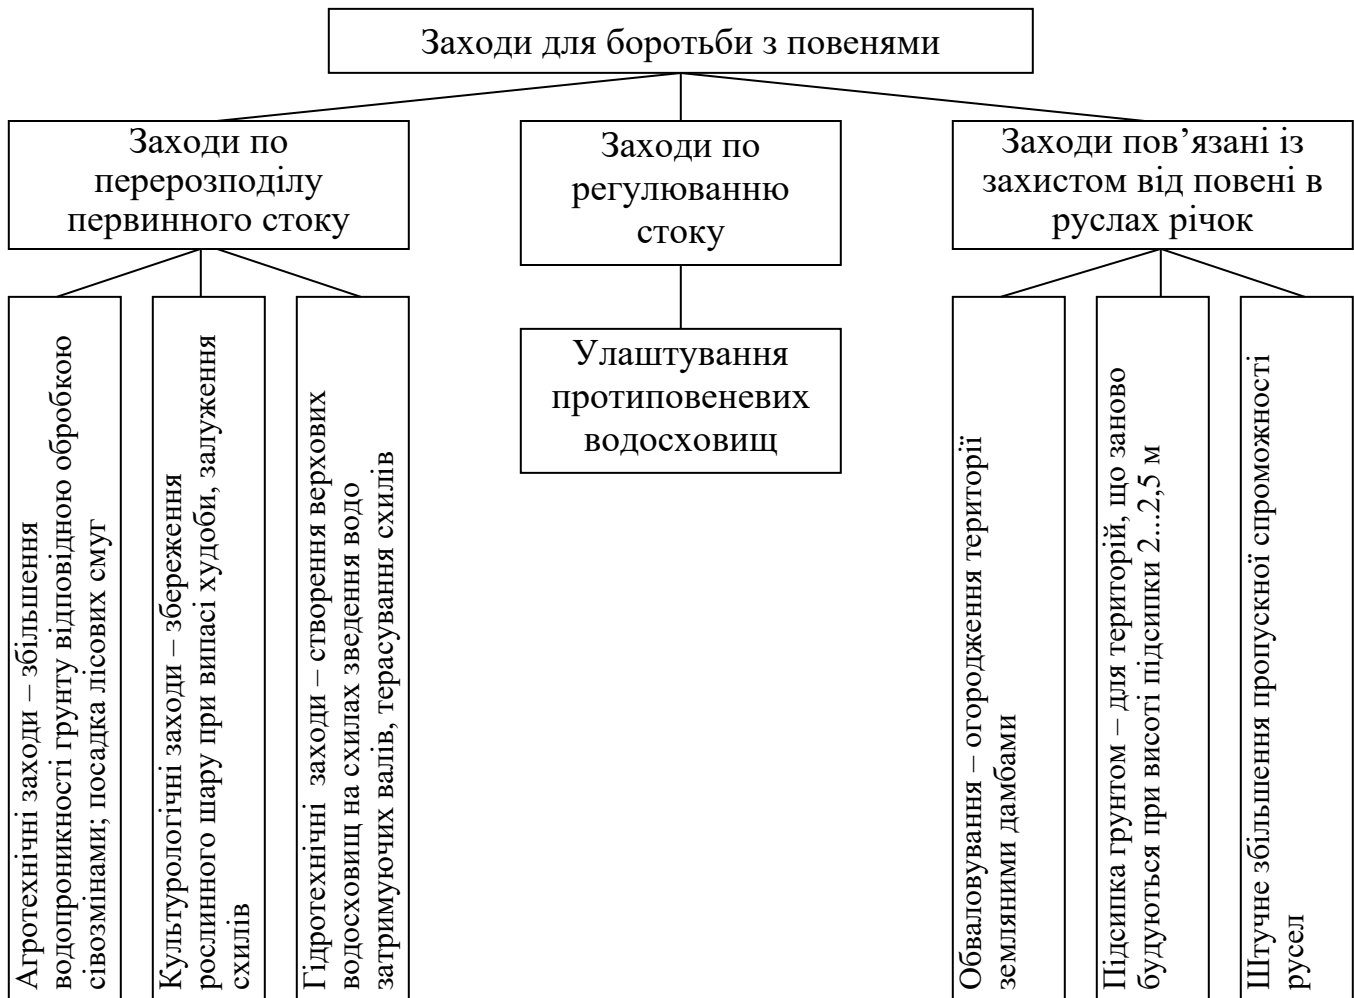 Заходи для боротьби з повенями
Заходи по
перерозподілу
первинного стоку
Заходи по
регулюванню
стоку
Заходи пов’язані із
захистом від повені в
руслах річок
Агротехнічні заходи – збільшення
водопроникності грунту відповідною обробкою
сівозмінами; посадка лісових смуг
Культурологічні заходи – збереження
рослинного шару при випасі худоби, залуження
схилів
Гідротехнічні  заходи – створення верхових
водосховищ на схилах зведення водо
затримуючих валів, терасування схилів
Улаштування
протиповеневих
водосховищ
Обваловування – огородження території
земляними дамбами
Підсипка грунтом – для територій, що заново
будуються при висоті підсипки 2...2,5 м
Штучне збільшення пропускної спроможності
русел